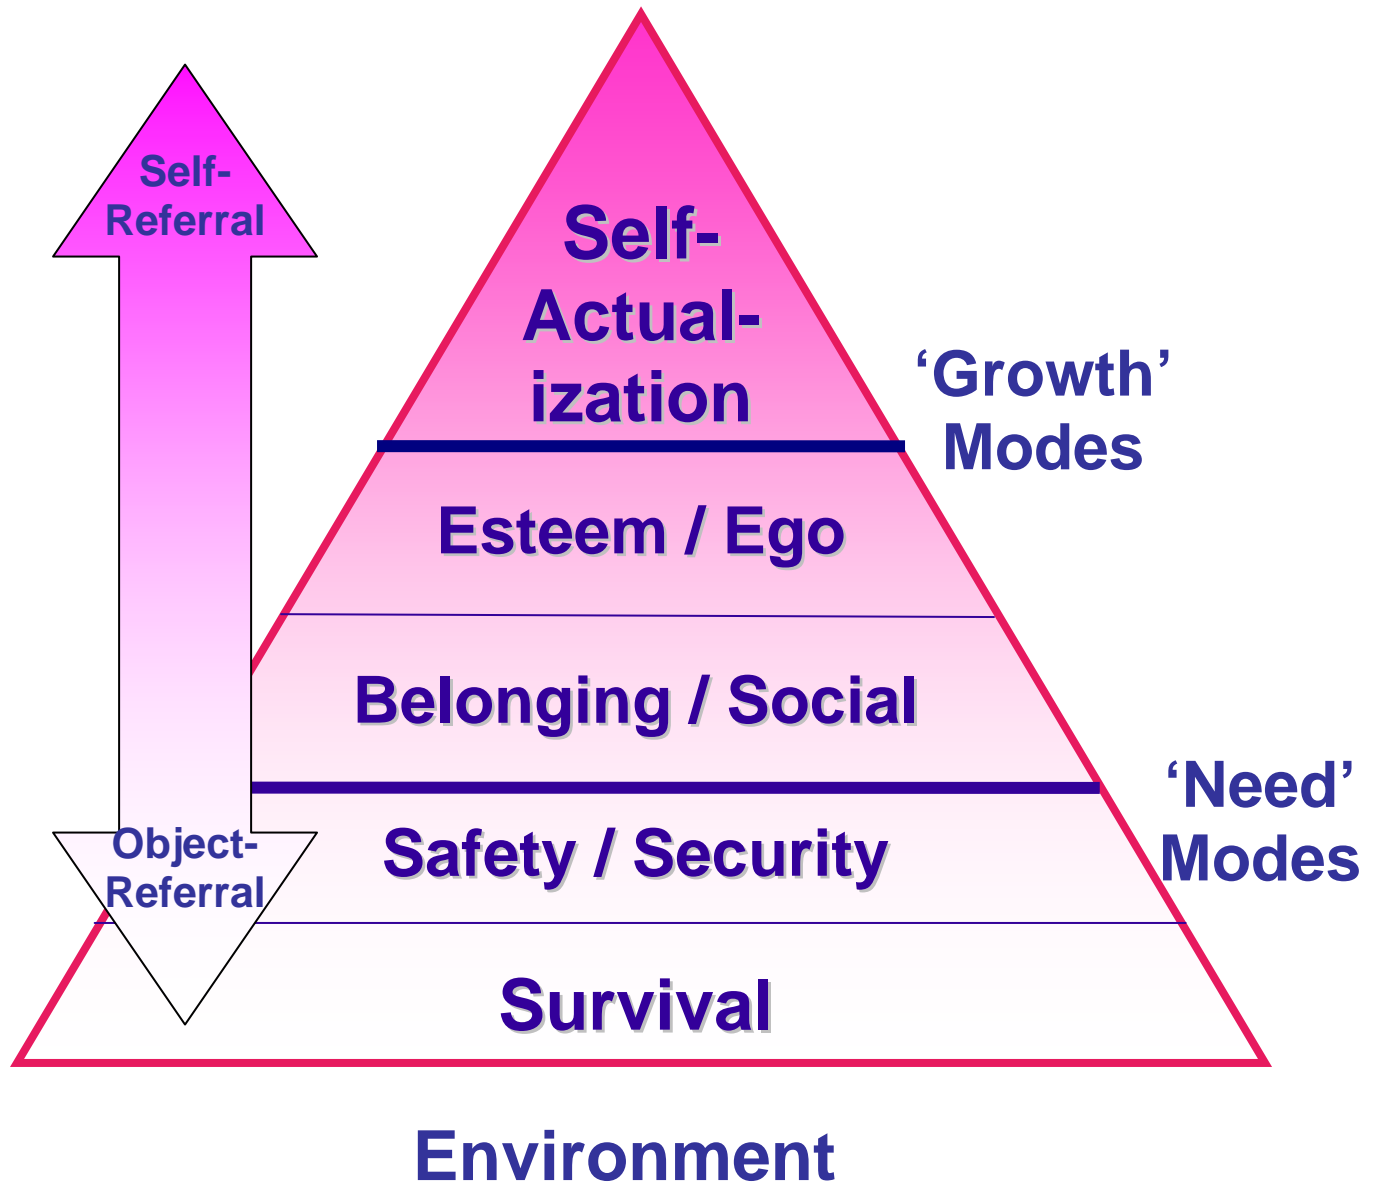 Self-
Referral
Self-
Actual-
ization
‘Growth’
Modes
Esteem / Ego
Belonging / Social
‘Need’
Modes
Safety / Security
Object-
Referral
Survival
Environment